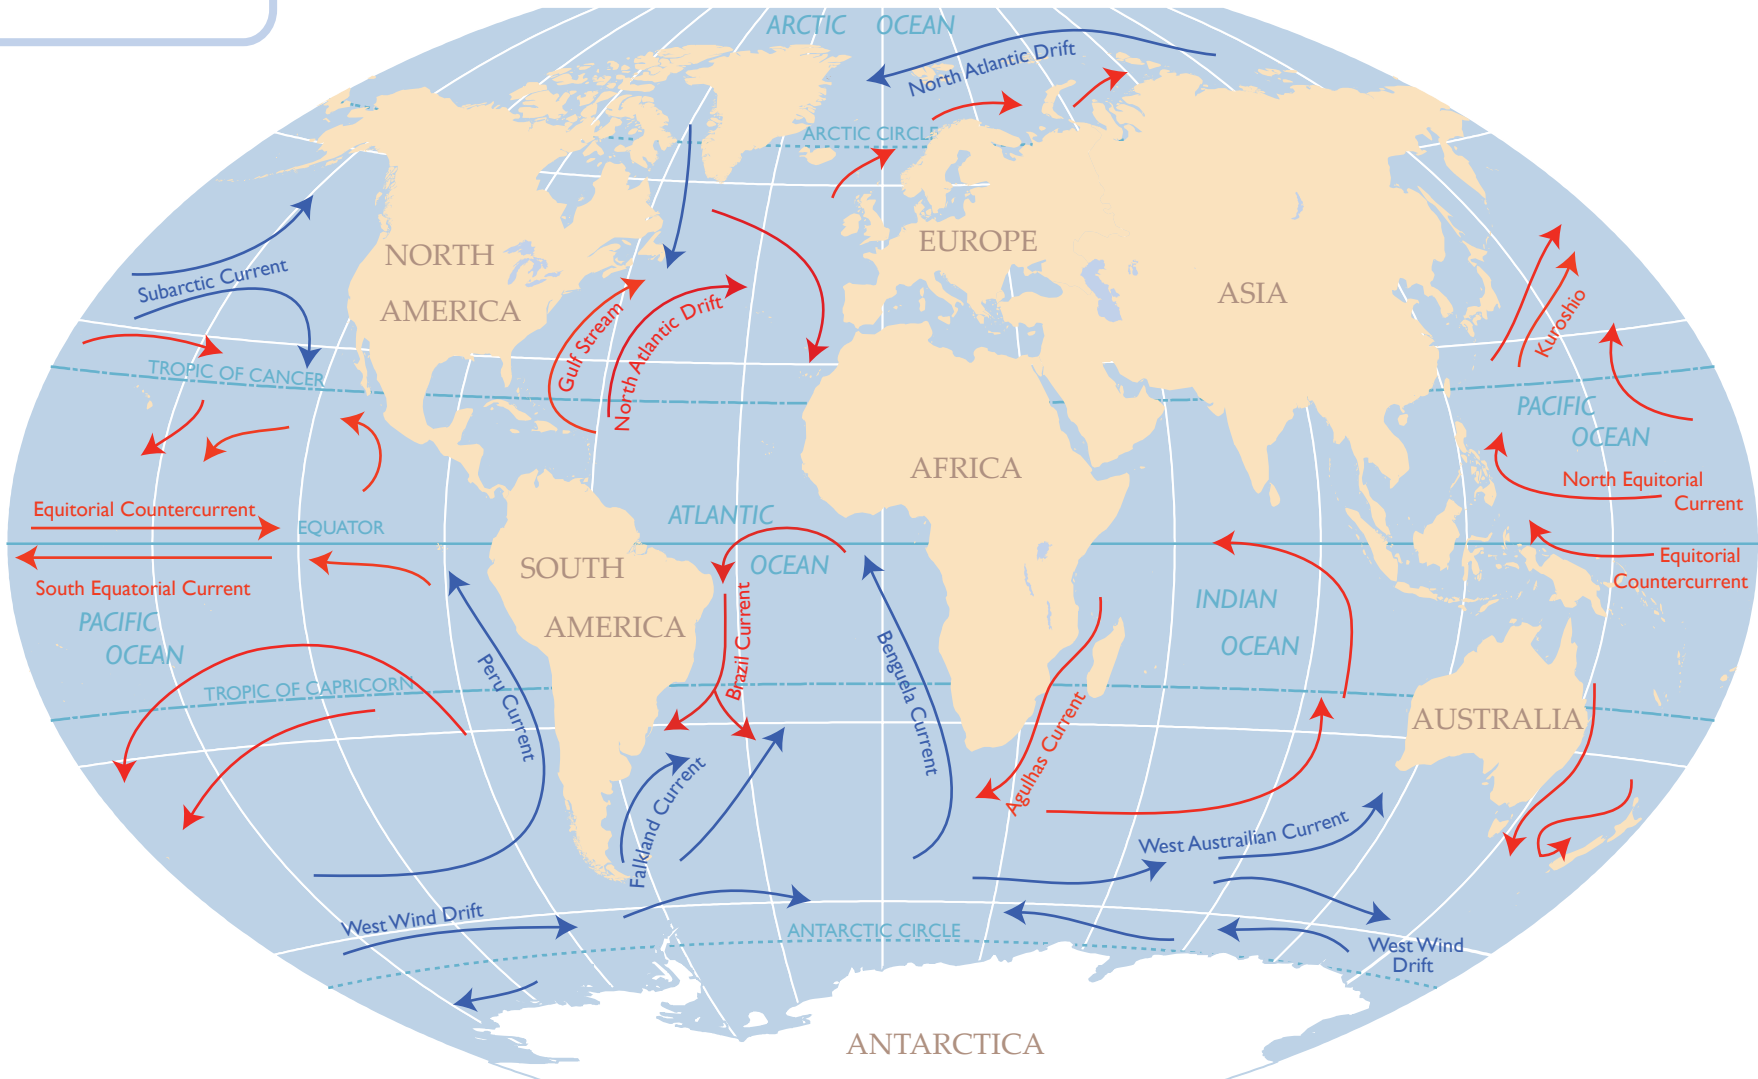 ARCTIC OCEAN
North Atlantic Drift
ARCTIC CIRCLE
NORTH
AMERICA
EUROPE
ASIA
Subarctic Current
Gulf Stream
North Atlantic Drift
Kuroshio
TROPIC OF CANCER
PACIFIC
OCEAN
AFRICA
North Equitorial
Current
Equitorial Countercurrent
EQUATOR
ATLANTIC
OCEAN
South Equatorial Current
SOUTH
AMERICA
Equitorial
Countercurrent
PACIFIC
OCEAN
INDIAN
OCEAN
Peru Current
Brazil Current
Benguela Current
Agulhas Current
TROPIC OF CAPRICORN
AUSTRALIA
Falkland Current
West Austrailian Current
West Wind Drift
ANTARCTIC CIRCLE
West Wind
Drift
ANTARCTICA